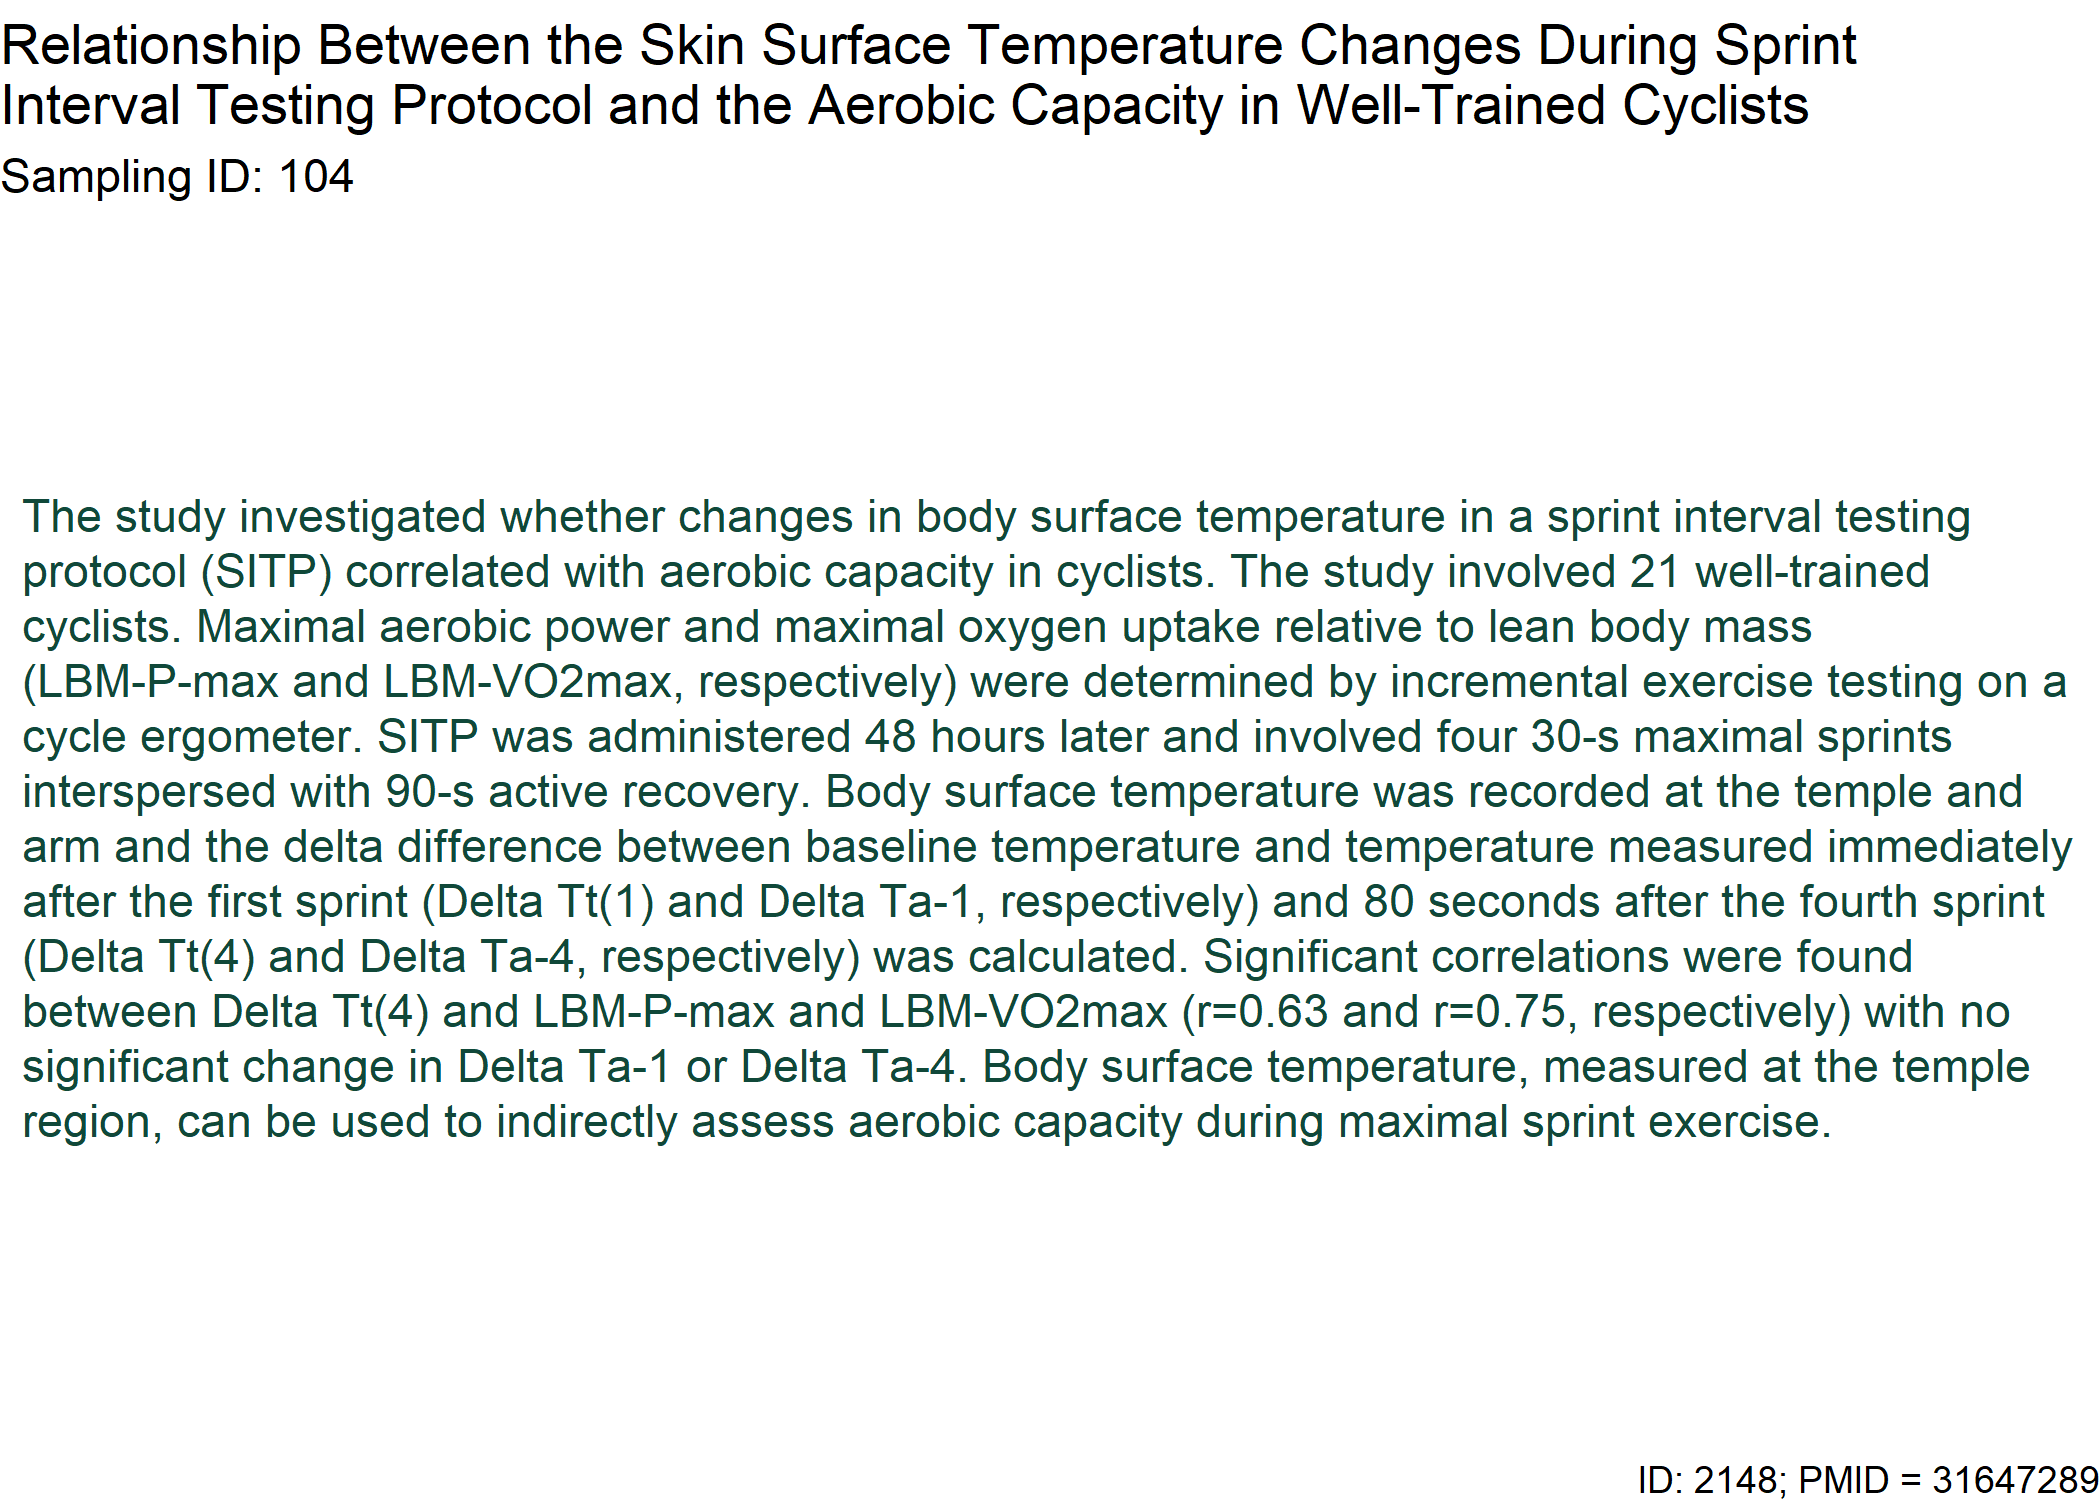 Relationship Between the Skin Surface Temperature Changes During Sprint
Interval Testing Protocol and the Aerobic Capacity in Well-Trained Cyclists
Sampling ID: 104
The study investigated whether changes in body surface temperature in a sprint interval testing
protocol (SITP) correlated with aerobic capacity in cyclists. The study involved 21 well-trained
cyclists. Maximal aerobic power and maximal oxygen uptake relative to lean body mass
(LBM-P-max and LBM-VO2max, respectively) were determined by incremental exercise testing on a
cycle ergometer. SITP was administered 48 hours later and involved four 30-s maximal sprints
interspersed with 90-s active recovery. Body surface temperature was recorded at the temple and
arm and the delta difference between baseline temperature and temperature measured immediately
after the first sprint (Delta Tt(1) and Delta Ta-1, respectively) and 80 seconds after the fourth sprint
(Delta Tt(4) and Delta Ta-4, respectively) was calculated. Significant correlations were found
between Delta Tt(4) and LBM-P-max and LBM-VO2max (r=0.63 and r=0.75, respectively) with no
significant change in Delta Ta-1 or Delta Ta-4. Body surface temperature, measured at the temple
region, can be used to indirectly assess aerobic capacity during maximal sprint exercise.
ID: 2148; PMID = 31647289